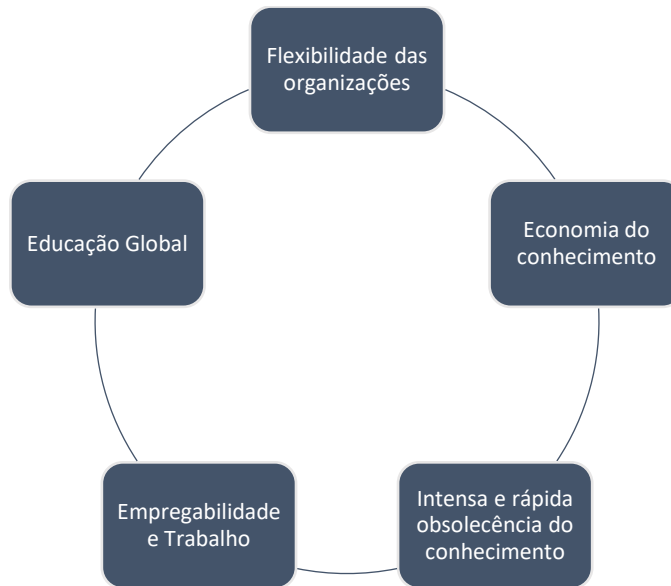 Flexibilidade das
organizações
Economia do
conhecimento
Intensa e rápida
obsolecência do
conhecimento
Empregabilidade
e Trabalho
Educação Global